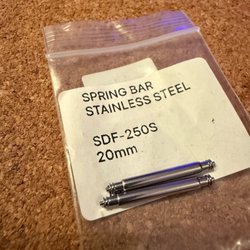 SPRING BAR
STAINLESS STEEL
SDF-250S
20mm